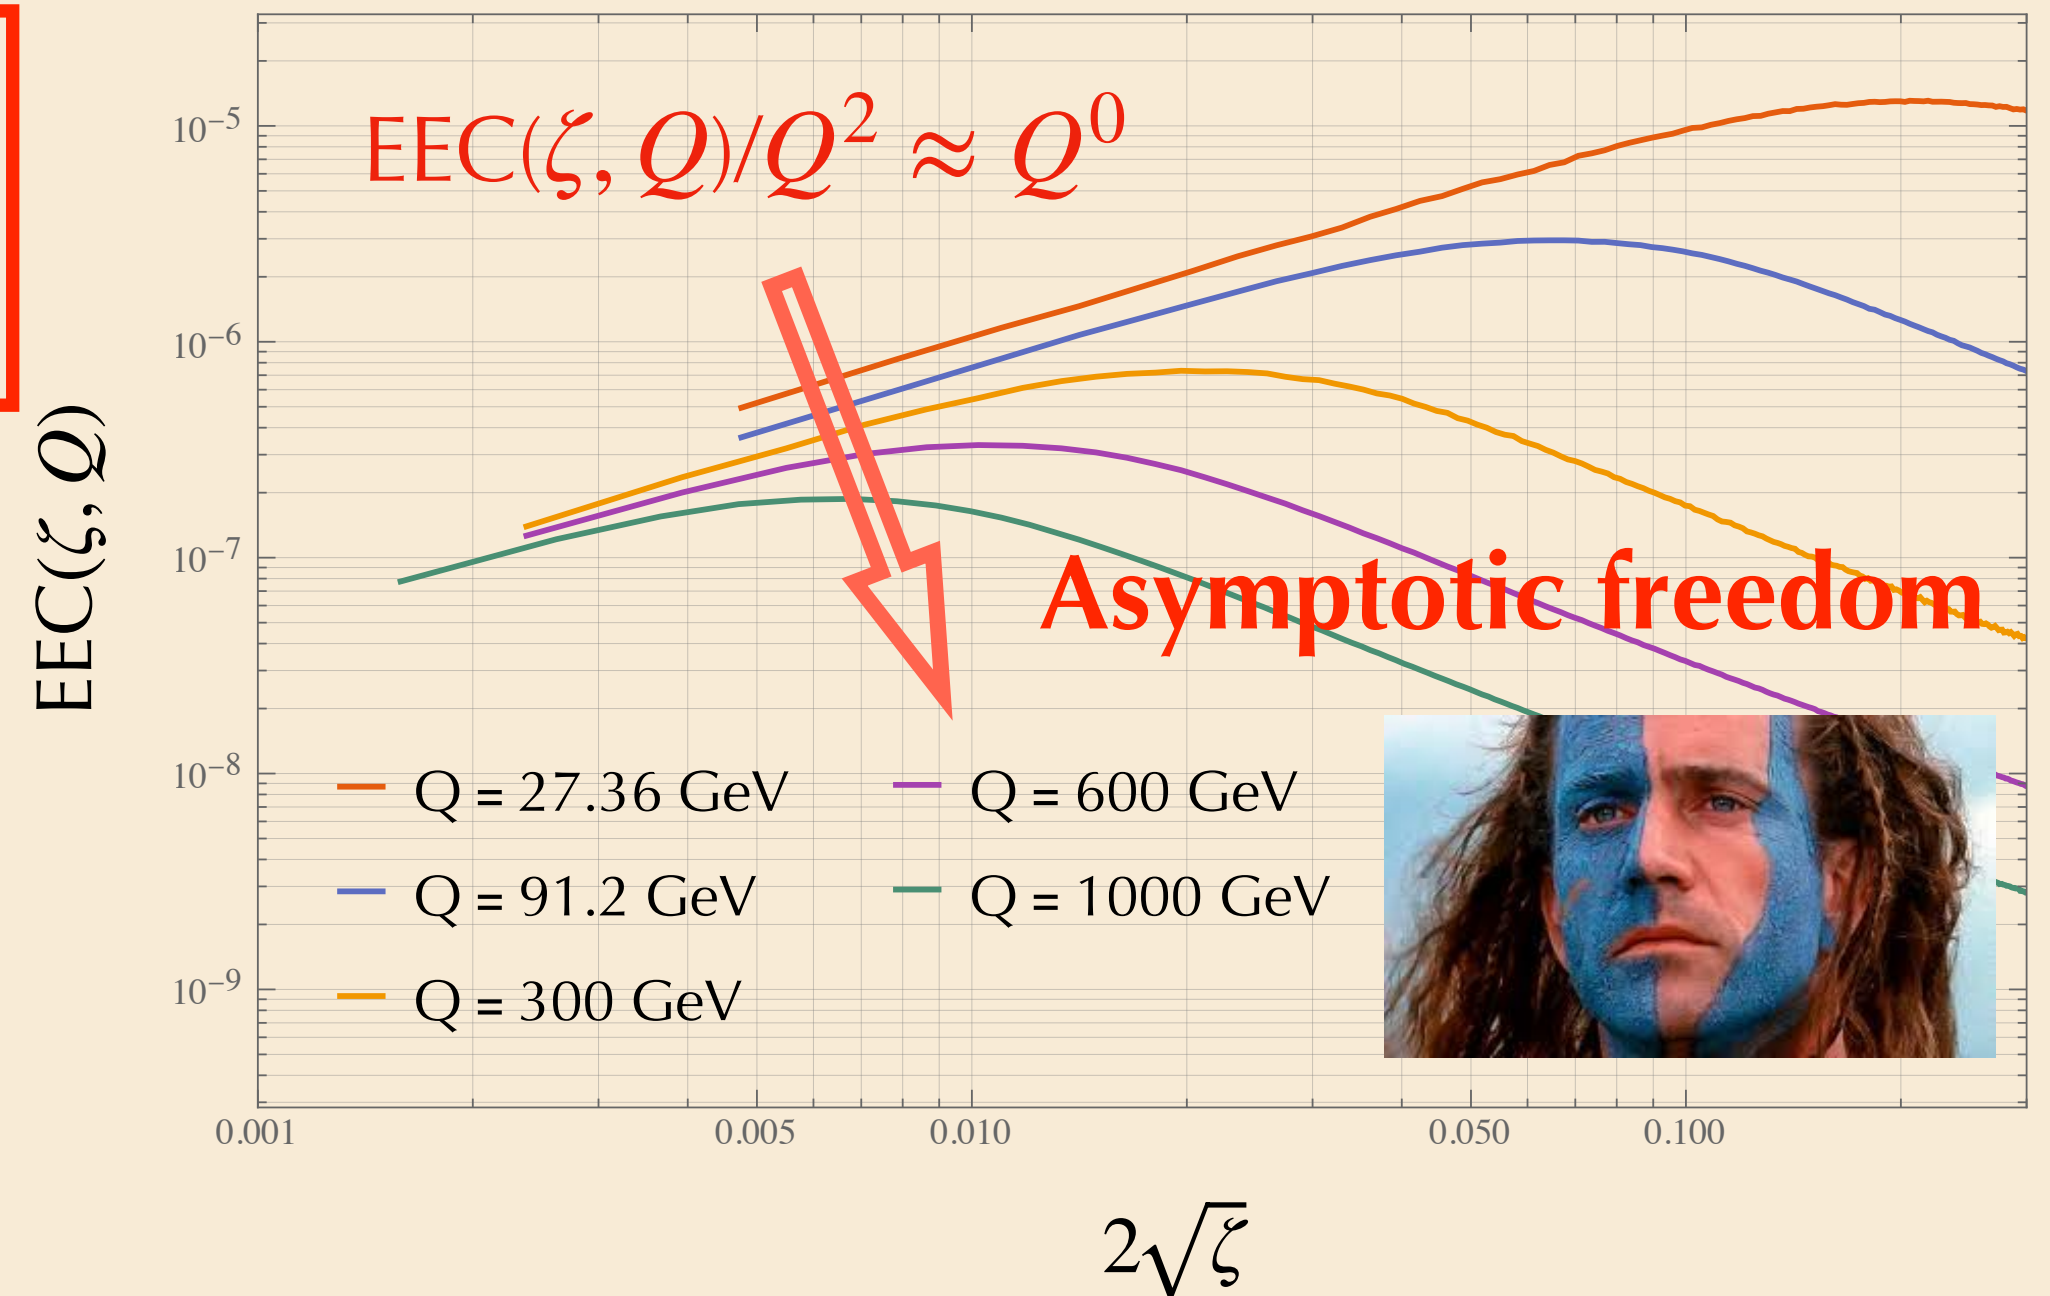 EEC(ζ, Q)/Q² ≈ Q⁰
10⁻⁵
10⁻⁶
10⁻⁷
10⁻⁸
10⁻⁹
EEC(ζ, Q)
Asymptotic freedom
Q = 27.36 GeV
Q = 600 GeV
Q = 91.2 GeV
Q = 1000 GeV
Q = 300 GeV
0.001 0.005 0.010 0.050 0.100
2√ζ